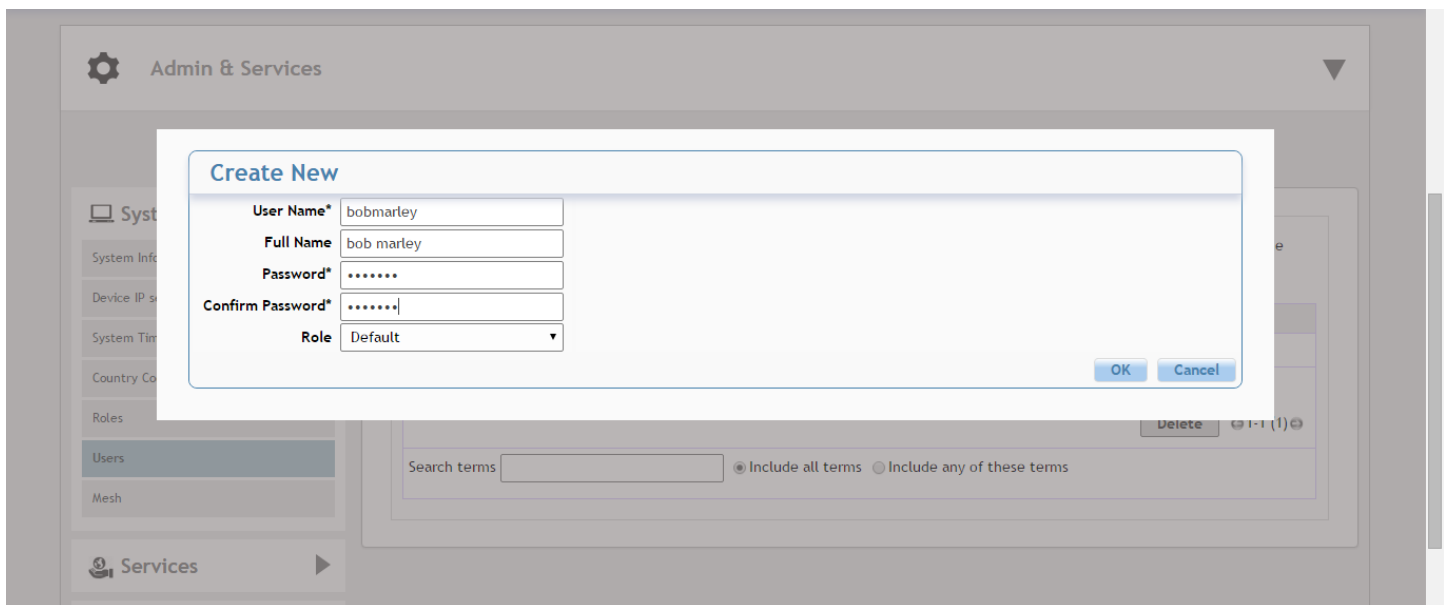 Admin & Services
Create New
User Name* bobmarley
Full Name bob marley
Password* •••••••
Confirm Password* •••••••
Role Default
OK Cancel
Syst
System Info
Device IP s
System Tim
Country Co
Roles
Users
Mesh
Services
e
Delete 1-1 (1)
Search terms Include all terms Include any of these terms